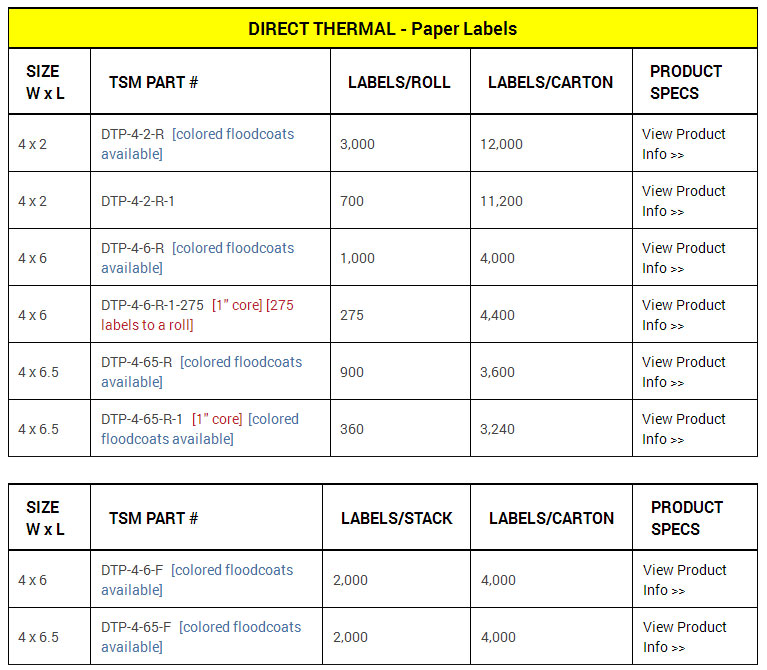 DIRECT THERMAL - Paper Labels
SIZE
W x L
TSM PART #
LABELS/ROLL
LABELS/CARTON
PRODUCT
SPECS
4 x 2
DTP-4-2-R [colored floodcoats
available]
3,000
12,000
View Product
Info >>
4 x 2
DTP-4-2-R-1
700
11,200
View Product
Info >>
4 x 6
DTP-4-6-R [colored floodcoats
available]
1,000
4,000
View Product
Info >>
4 x 6
DTP-4-6-R-1-275 [1" core] [275
labels to a roll]
275
4,400
View Product
Info >>
4 x 6.5
DTP-4-65-R [colored floodcoats
available]
900
3,600
View Product
Info >>
4 x 6.5
DTP-4-65-R-1 [1" core] [colored
floodcoats available]
360
3,240
View Product
Info >>
SIZE
W x L
TSM PART #
LABELS/STACK
LABELS/CARTON
PRODUCT
SPECS
4 x 6
DTP-4-6-F [colored floodcoats
available]
2,000
4,000
View Product
Info >>
4 x 6.5
DTP-4-65-F [colored floodcoats
available]
2,000
4,000
View Product
Info >>